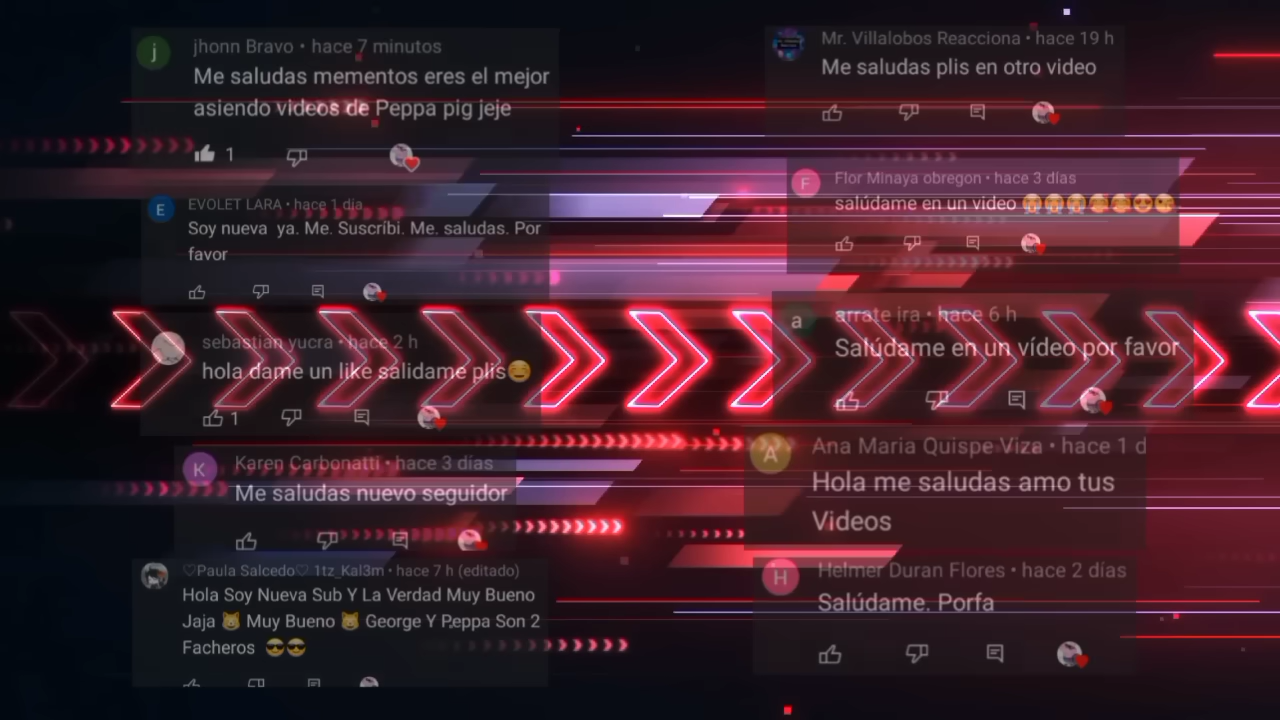 j
jhonn Bravo • hace 7 minutos
Me saludas mementos eres el mejor
asiendo videos de Peppa pig jeje
1
E
EVOLET LARA • hace 1 día
Soy nueva ya. Me. Suscríbi. Me. saludas. Por
favor
sebastian yucra • hace 2 h
hola dame un like salidame plis😊
1
K
Karen Carbonatti • hace 3 días
Me saludas nuevo seguidor
♡Paula Salcedo♡ 1tz_Kal3m • hace 7 h (editado)
Hola Soy Nueva Sub Y La Verdad Muy Bueno
Jaja 😸 Muy Bueno 😸 George Y P.eppa Son 2
Facheros 😎😎
Mr. Villalobos Reacciona • hace 19 h
Me saludas plis en otro video
F
Flor Minaya obregon • hace 3 días
salúdame en un video 😭😭😭🥰🥰😍😘
a
arrate ira • hace 6 h
Salúdame en un vídeo por favor
A
Ana Maria Quispe Viza • hace 1 d
Hola me saludas amo tus
Videos
H
Helmer Duran Flores • hace 2 días
Salúdame. Porfa